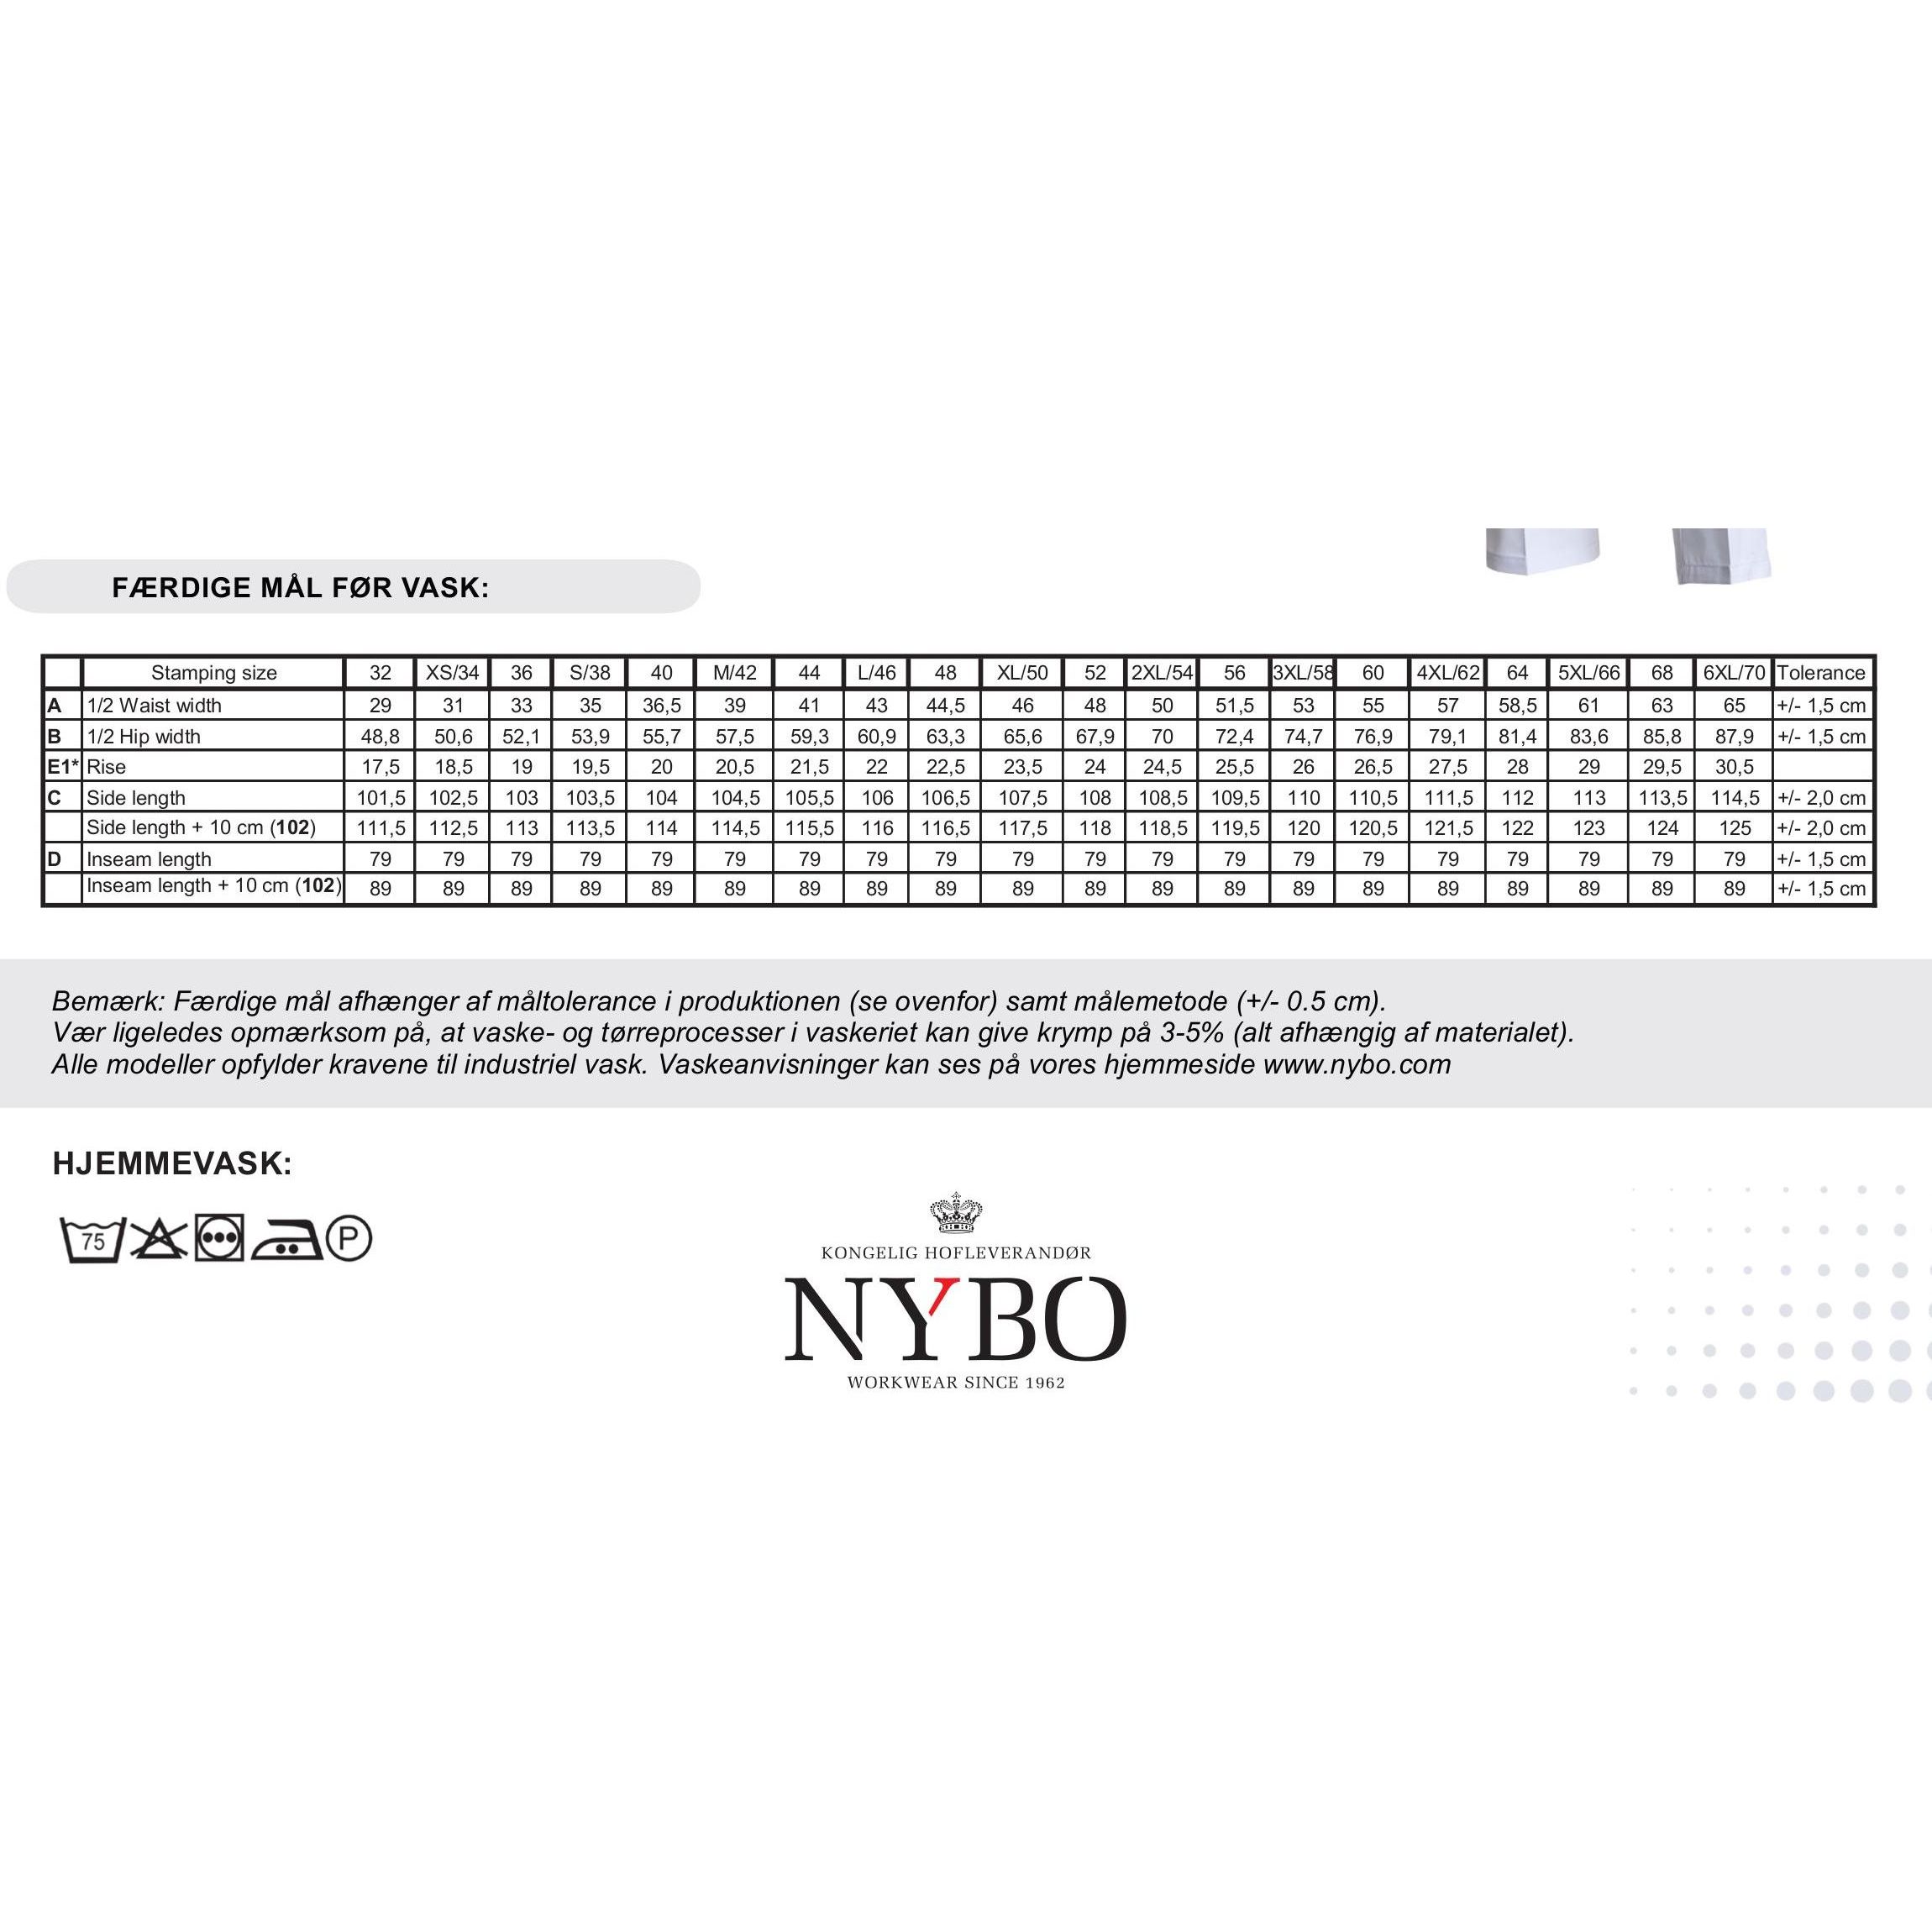 FÆRDIGE MÅL FØR VASK:
Stamping size 32 XS/34 36 S/38 40 M/42 44 L/46 48 XL/50 52 2XL/54 56 3XL/58 60 4XL/62 64 5XL/66 68 6XL/70 Tolerance
A 1/2 Waist width 29 31 33 35 36,5 39 41 43 44,5 46 48 50 51,5 53 55 57 58,5 61 63 65 +/- 1,5 cm
B 1/2 Hip width 48,8 50,6 52,1 53,9 55,7 57,5 59,3 60,9 63,3 65,6 67,9 70 72,4 74,7 76,9 79,1 81,4 83,6 85,8 87,9 +/- 1,5 cm
E1* Rise 17,5 18,5 19 19,5 20 20,5 21,5 22 22,5 23,5 24 24,5 25,5 26 26,5 27,5 28 29 29,5 30,5
C Side length 101,5 102,5 103 103,5 104 104,5 105,5 106 106,5 107,5 108 108,5 109,5 110 110,5 111,5 112 113 113,5 114,5 +/- 2,0 cm
Side length + 10 cm (102) 111,5 112,5 113 113,5 114 114,5 115,5 116 116,5 117,5 118 118,5 119,5 120 120,5 121,5 122 123 124 125 +/- 2,0 cm
D Inseam length 79 79 79 79 79 79 79 79 79 79 79 79 79 79 79 79 79 79 79 79 +/- 1,5 cm
Inseam length + 10 cm (102) 89 89 89 89 89 89 89 89 89 89 89 89 89 89 89 89 89 89 89 89 +/- 1,5 cm
Bemærk: Færdige mål afhænger af måltolerance i produktionen (se ovenfor) samt målemetode (+/- 0.5 cm).
Vær ligeledes opmærksom på, at vaske- og tørreprocesser i vaskeriet kan give krymp på 3-5% (alt afhængig af materialet).
Alle modeller opfylder kravene til industriel vask. Vaskeanvisninger kan ses på vores hjemmeside www.nybo.com
HJEMMEVASK:
75 P
KONGELIG HOFLEVERANDØR
NYBO
WORKWEAR SINCE 1962